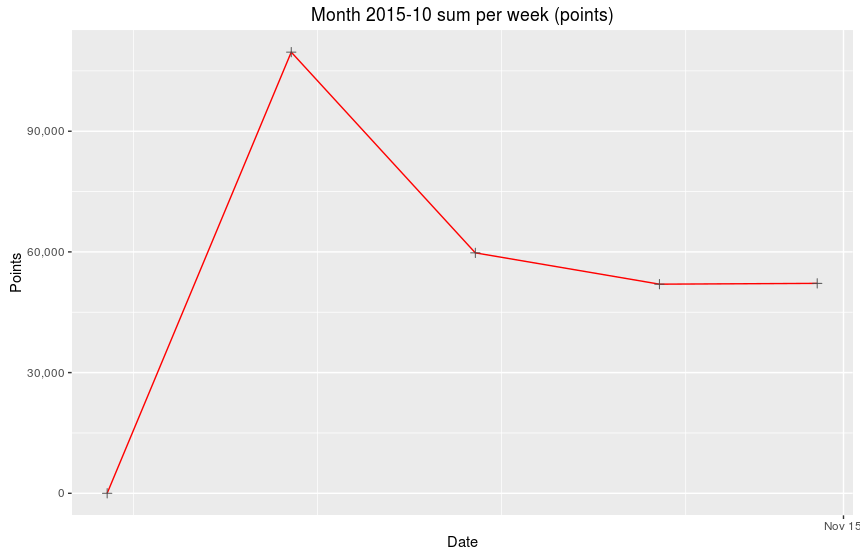 Month 2015-10 sum per week (points)
90,000
60,000
30,000
0
Points
Nov 15
Date